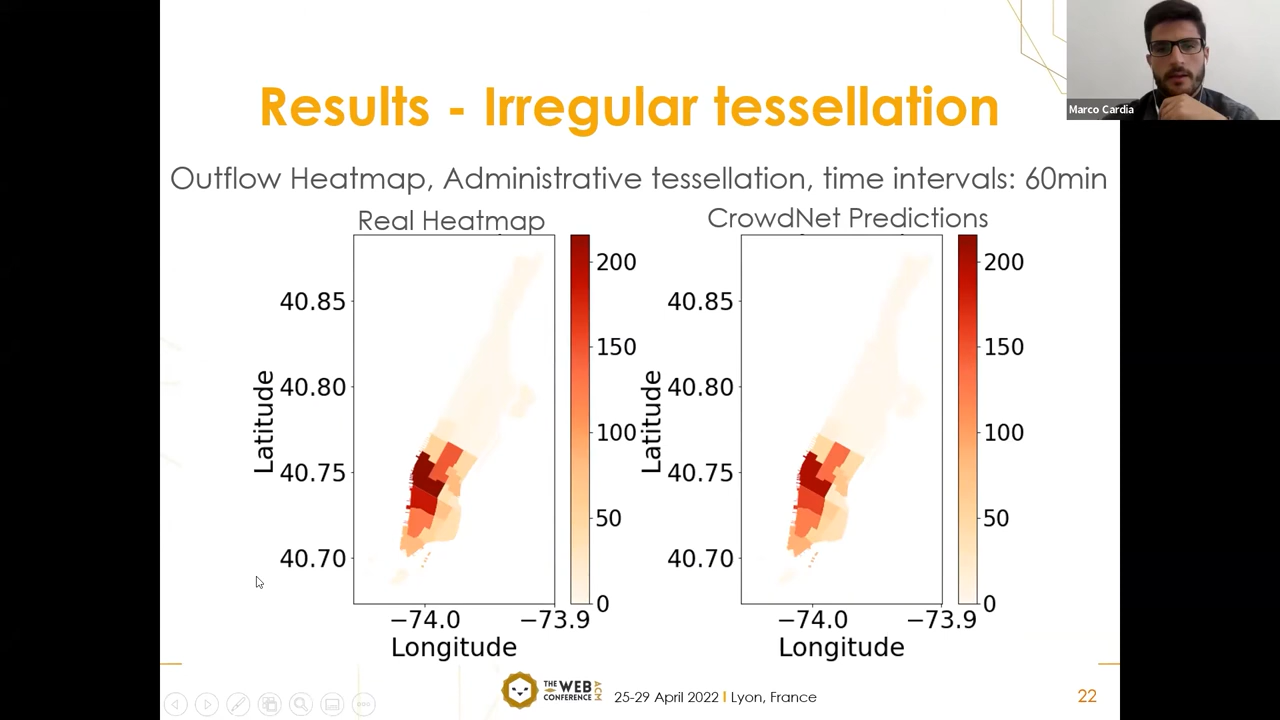 Marco Cardia
Results - Irregular tessellation
Outflow Heatmap, Administrative tessellation, time intervals: 60min
Real Heatmap
CrowdNet Predictions
200
150
100
50
0
40.85
40.80
40.75
40.70
Latitude
−74.0
−73.9
Longitude
200
150
100
50
0
40.85
40.80
40.75
40.70
Latitude
−74.0
−73.9
Longitude
THE WEB CONFERENCE ACM
25-29 April 2022 | Lyon, France
22